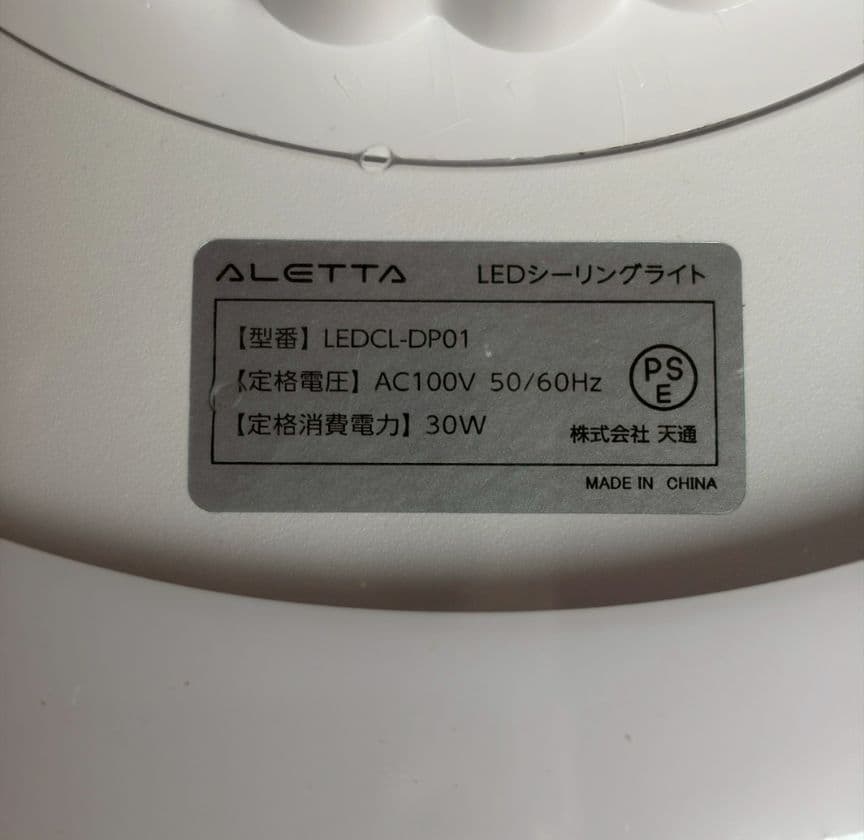 ALETTA LEDシーリングライト
【型番】LEDCL-DP01
【定格電圧】AC100V 50/60Hz
【定格消費電力】30W
PS
E
株式会社 天通
MADE IN CHINA